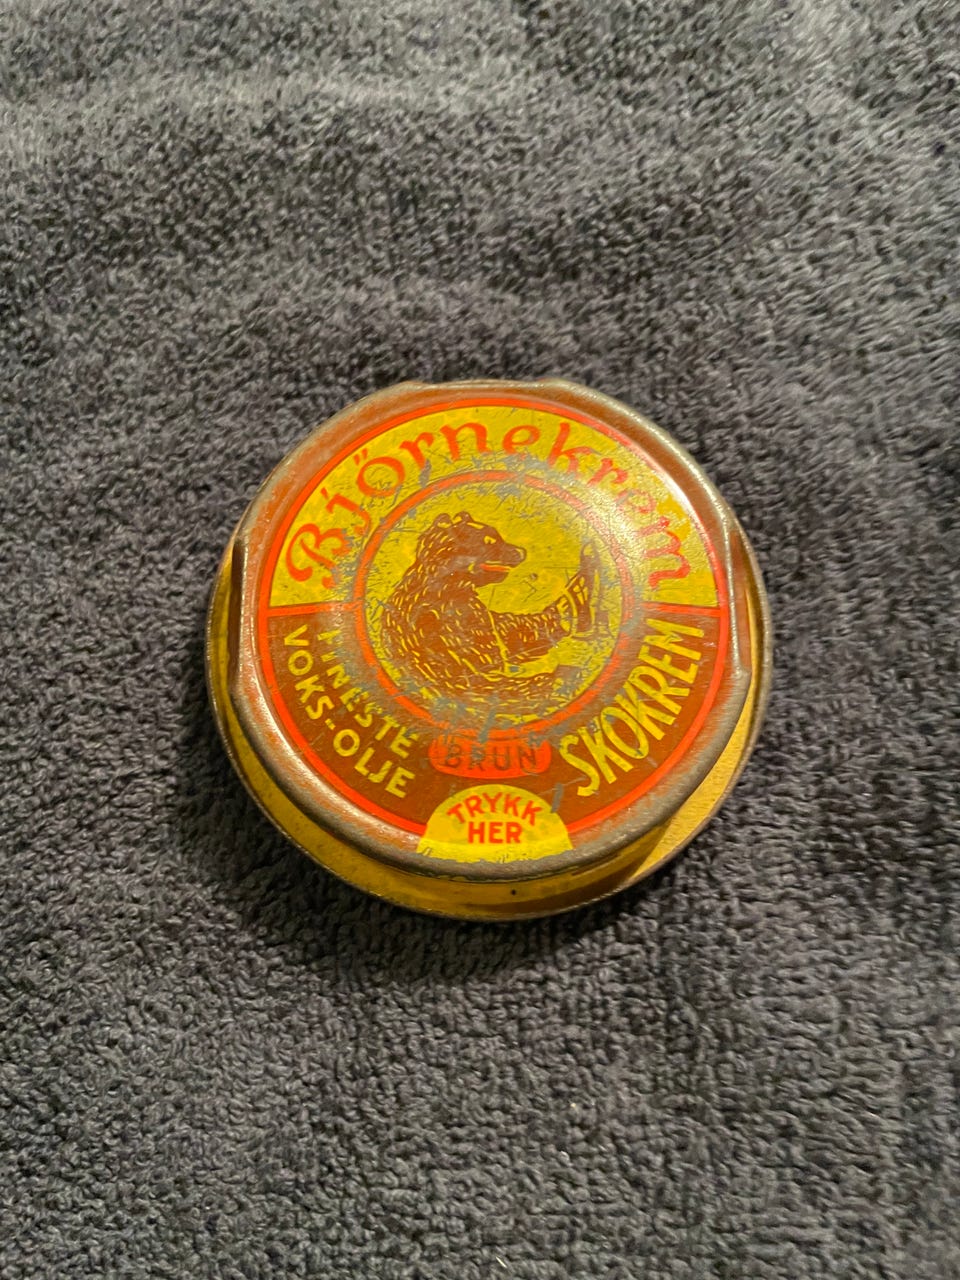 Björnekrem
FINESTE
VOKS-OLJE
SKOKREM
BRUN
TRYKK
HER